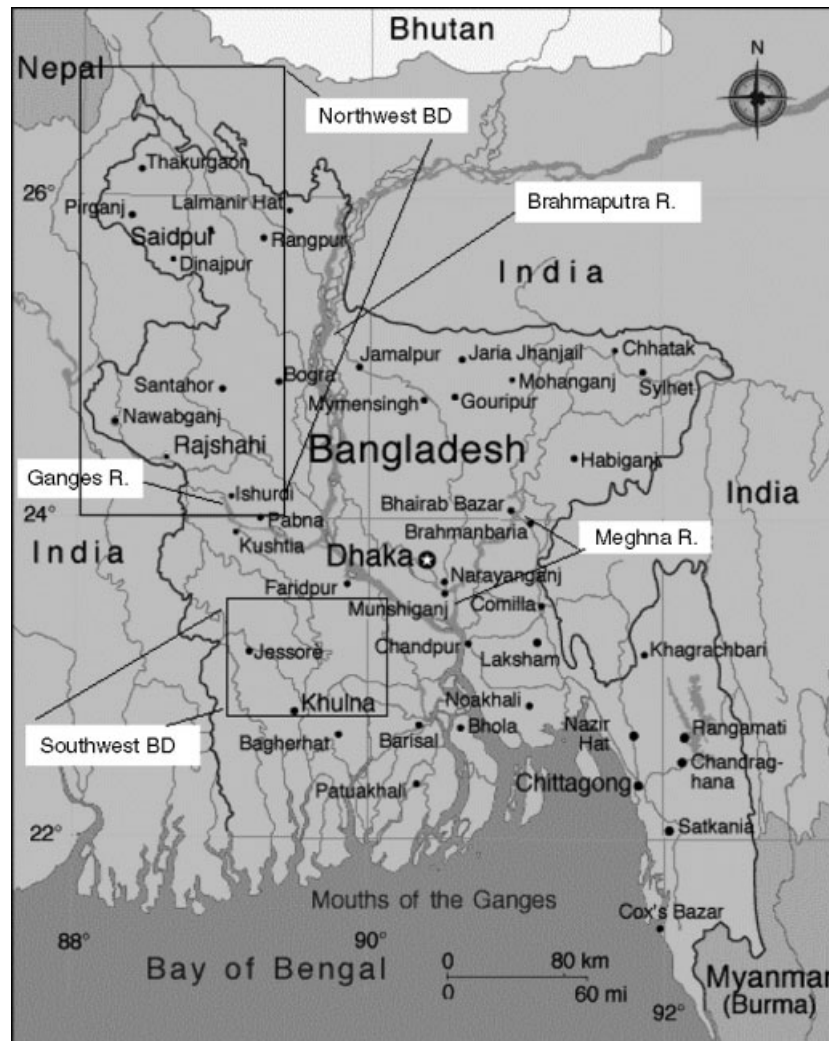 Bhutan
Nepal
N
Northwest BD
Thakurgaon
26°
Lalmanir Hat
Pirganj
Brahmaputra R.
Saidpur
Rangpur
Dinajpur
India
Jamalpur
Jaria Jhanjail
Chhatak
Santahor
Bogra
Mohanganj
Sylhet
Mymensingh
Gouripur
Nawabganj
Rajshahi
Bangladesh
Habiganj
Ganges R.
Ishurdi
India
Bhairab Bazar
24°
Pabna
Brahmanbaria
India
Kushtia
Meghna R.
Dhaka
Narayanganj
Faridpur
Munshiganj
Comilla
Jessore
Chandpur
Laksham
Khagrachbari
Khulna
Noakhali
Southwest BD
Bagherhat
Barisal
Bhola
Nazir
Hat
Rangamati
Chandrag-
hana
Patuakhali
Chittagong
22°
Satkania
Mouths of the Ganges
Cox's Bazar
88°
90°
0
80 km
Bay of Bengal
0
60 mi
92°
Myanmar
(Burma)